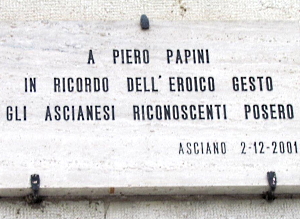 A PIERO PAPINI
IN RICORDO DELL'EROICO GESTO
GLI ASCIANESI RICONOSCENTI POSERO
ASCIANO 2-12-2001